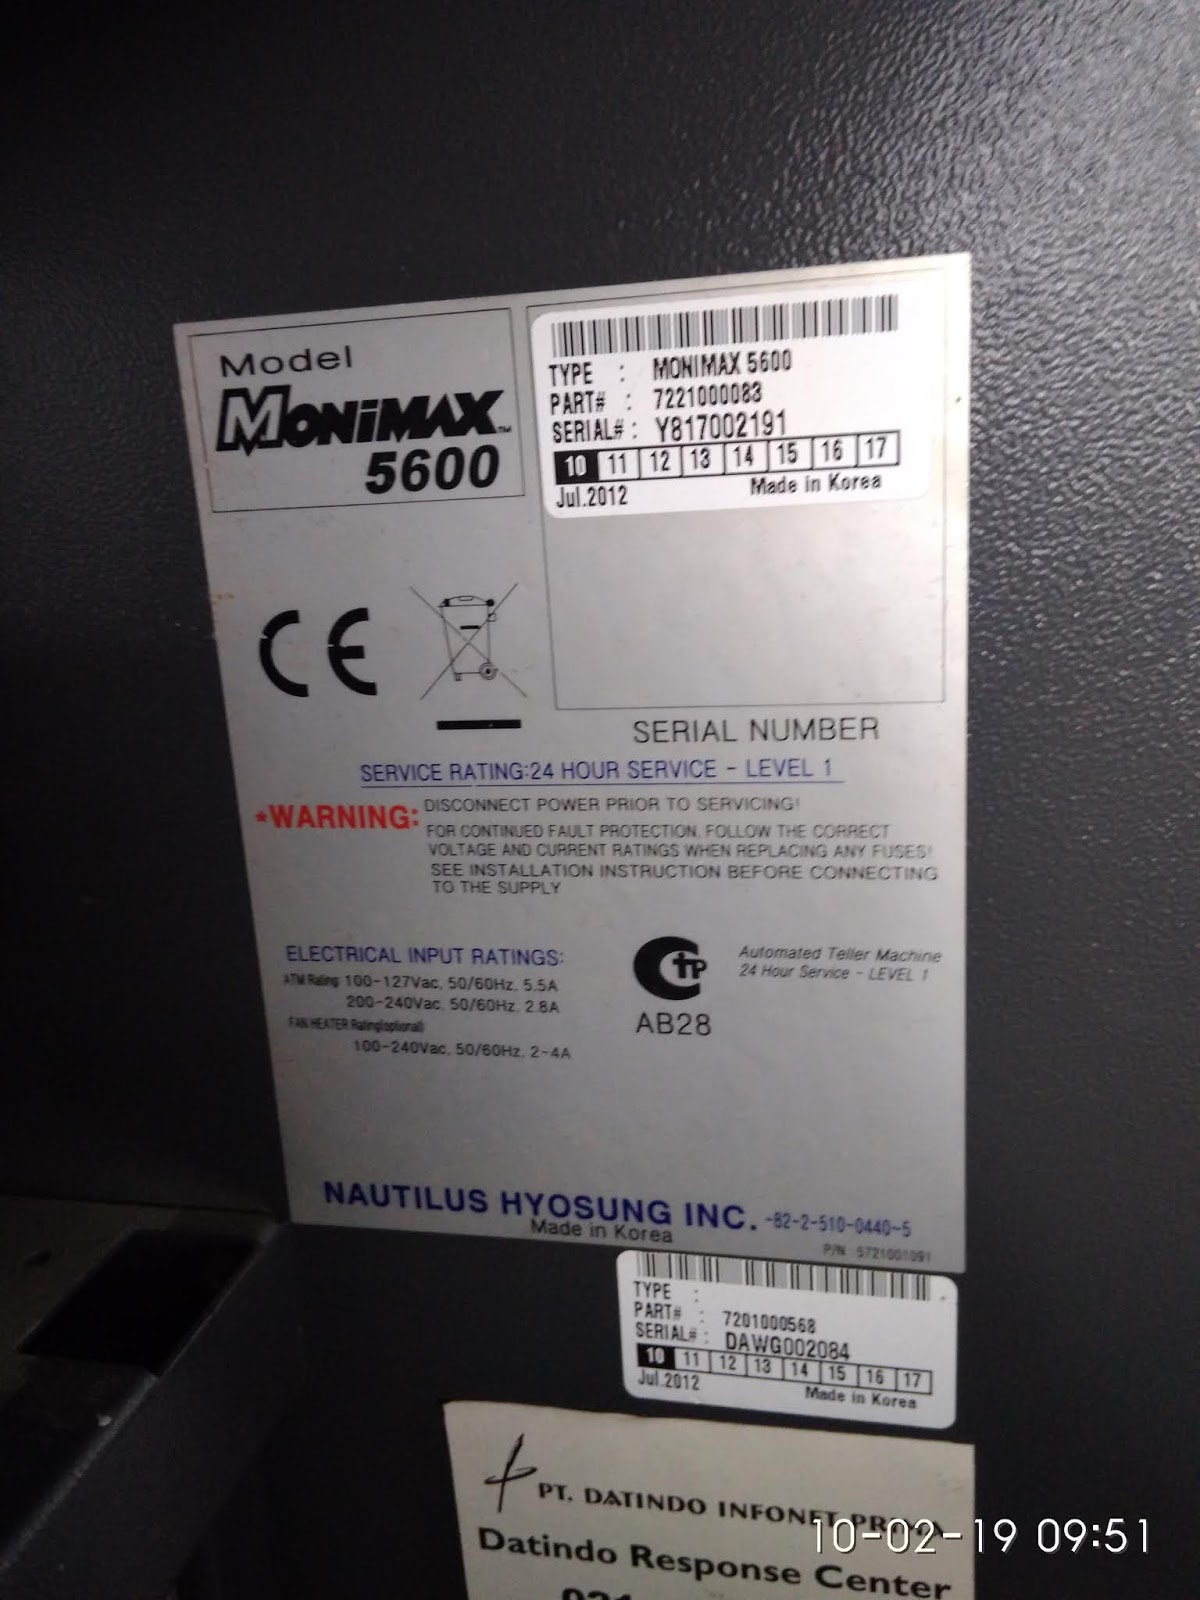 Model
MONiMAX™
5600
TYPE : MONIMAX 5600
PART# : 7221000083
SERIAL# : Y817002191
10 11 12 13 14 15 16 17
Jul.2012 Made in Korea
CE
SERIAL NUMBER
SERVICE RATING:24 HOUR SERVICE - LEVEL 1
*WARNING: DISCONNECT POWER PRIOR TO SERVICING!
FOR CONTINUED FAULT PROTECTION, FOLLOW THE CORRECT
VOLTAGE AND CURRENT RATINGS WHEN REPLACING ANY FUSES!
SEE INSTALLATION INSTRUCTION BEFORE CONNECTING
TO THE SUPPLY
ELECTRICAL INPUT RATINGS:
ATM Rating 100-127Vac, 50/60Hz, 5.5A
200-240Vac, 50/60Hz, 2.8A
FAN HEATER Rating(optional)
100-240Vac, 50/60Hz, 2-4A
AB28
Automated Teller Machine
24 Hour Service - LEVEL 1
NAUTILUS HYOSUNG INC. -82-2-510-0440~5
Made in Korea
P/N 5721001091
TYPE :
PART# : 7201000568
SERIAL# : DAWG002084
10 11 12 13 14 15 16 17
Jul.2012 Made in Korea
PT. DATINDO INFONET
Datindo Response Center
10-02-19 09:51